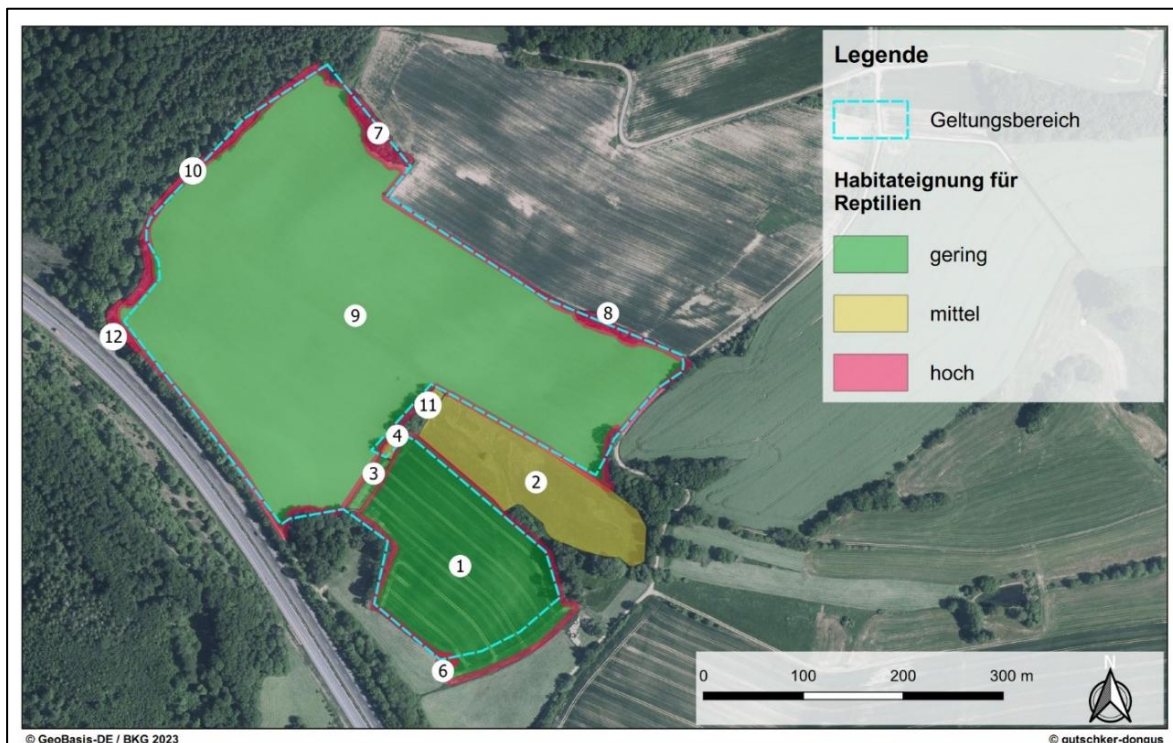 Legende
Geltungsbereich
Habitateignung für
Reptilien
gering
mittel
hoch
7
10
8
9
12
11
4
3
2
1
6
N
0 100 200 300 m
© GeoBasis-DE / BKG 2023
© gutschker-dongus